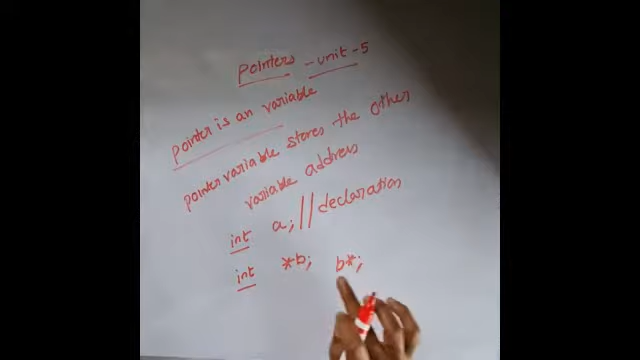 Pointers - unit - 5
pointer is an variable
pointer variable stores the other
variable address
int a; // declaration
int *b; b*;